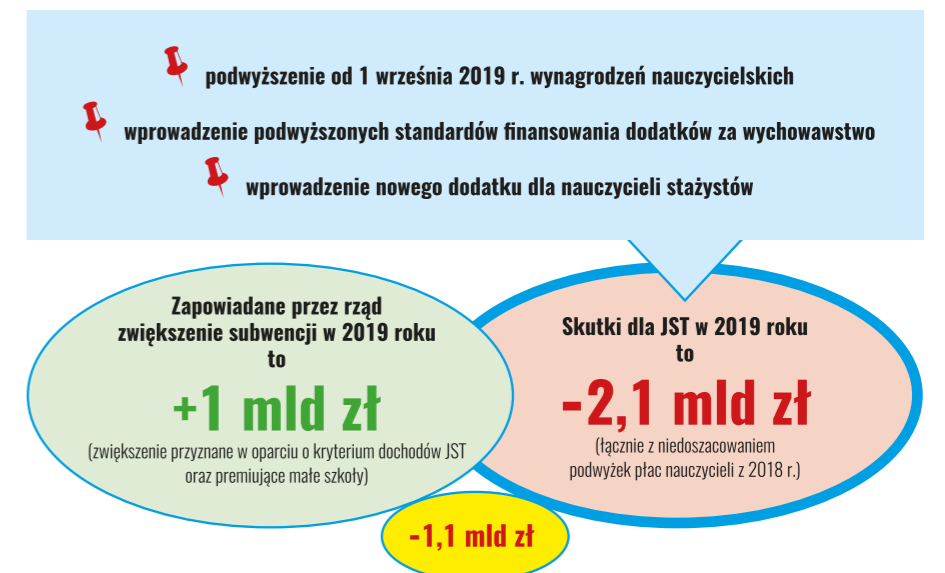 podwyższenie od 1 września 2019 r. wynagrodzeń nauczycielskich
wprowadzenie podwyższonych standardów finansowania dodatków za wychowawstwo
wprowadzenie nowego dodatku dla nauczycieli stażystów
Zapowiadane przez rząd
zwiększenie subwencji w 2019 roku
to
+1 mld zł
(zwiększenie przyznane w oparciu o kryterium dochodów JST
oraz premiujące małe szkoły)
Skutki dla JST w 2019 roku
to
-2,1 mld zł
(łącznie z niedoszacowaniem
podwyżek płac nauczycieli z 2018 r.)
-1,1 mld zł